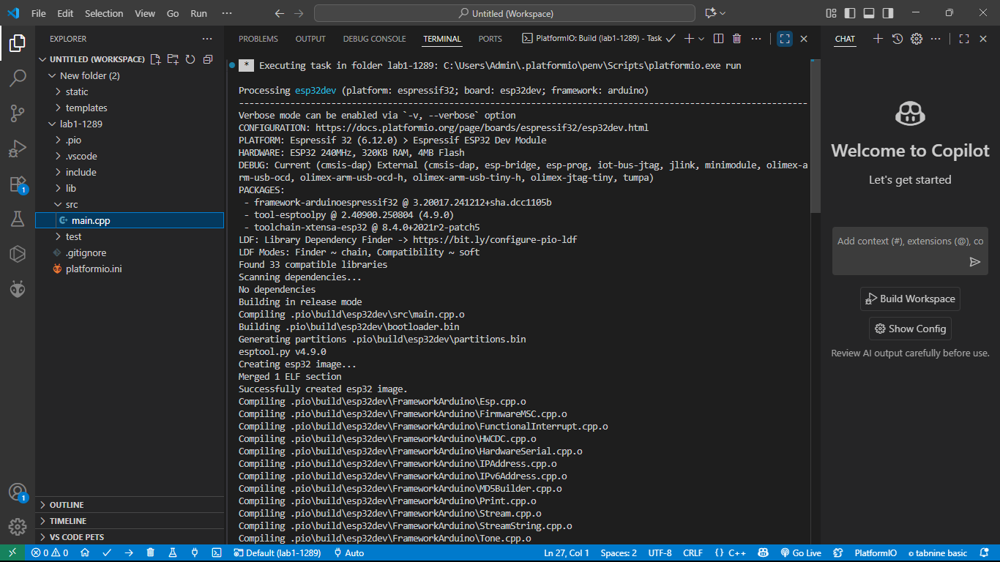 File Edit Selection View Go Run ··· Untitled (Workspace)
EXPLORER
UNTITLED (WORKSPACE)
New folder (2)
static
templates
lab1-1289
.pio
.vscode
include
lib
src
main.cpp
test
.gitignore
platformio.ini
OUTLINE
TIMELINE
VS CODE PETS
1
1
PROBLEMS OUTPUT DEBUG CONSOLE TERMINAL PORTS PlatformIO: Build (lab1-1289) - Task
* Executing task in folder lab1-1289: C:\Users\Admin\.platformio\penv\Scripts\platformio.exe run
Processing esp32dev (platform: espressif32; board: esp32dev; framework: arduino)
---------------------------------------------------------------------------------------------------------------
Verbose mode can be enabled via `-v, --verbose` option
CONFIGURATION: https://docs.platformio.org/page/boards/espressif32/esp32dev.html
PLATFORM: Espressif 32 (6.12.0) > Espressif ESP32 Dev Module
HARDWARE: ESP32 240MHz, 320KB RAM, 4MB Flash
DEBUG: Current (cmsis-dap) External (cmsis-dap, esp-bridge, esp-prog, iot-bus-jtag, jlink, minimodule, olimex-a
rm-usb-ocd, olimex-arm-usb-ocd-h, olimex-arm-usb-tiny-h, olimex-jtag-tiny, tumpa)
PACKAGES:
- framework-arduinoespressif32 @ 3.20017.241212+sha.dcc1105b
- tool-esptoolpy @ 2.40900.250804 (4.9.0)
- toolchain-xtensa-esp32 @ 8.4.0+2021r2-patch5
LDF: Library Dependency Finder -> https://bit.ly/configure-pio-ldf
LDF Modes: Finder ~ chain, Compatibility ~ soft
Found 33 compatible libraries
Scanning dependencies...
No dependencies
Building in release mode
Compiling .pio\build\esp32dev\src\main.cpp.o
Building .pio\build\esp32dev\bootloader.bin
Generating partitions .pio\build\esp32dev\partitions.bin
esptool.py v4.9.0
Creating esp32 image...
Merged 1 ELF section
Successfully created esp32 image.
Compiling .pio\build\esp32dev\FrameworkArduino\Esp.cpp.o
Compiling .pio\build\esp32dev\FrameworkArduino\FirmwareMSC.cpp.o
Compiling .pio\build\esp32dev\FrameworkArduino\FunctionalInterrupt.cpp.o
Compiling .pio\build\esp32dev\FrameworkArduino\HWCDC.cpp.o
Compiling .pio\build\esp32dev\FrameworkArduino\HardwareSerial.cpp.o
Compiling .pio\build\esp32dev\FrameworkArduino\IPAddress.cpp.o
Compiling .pio\build\esp32dev\FrameworkArduino\IPv6Address.cpp.o
Compiling .pio\build\esp32dev\FrameworkArduino\MD5Builder.cpp.o
Compiling .pio\build\esp32dev\FrameworkArduino\Print.cpp.o
Compiling .pio\build\esp32dev\FrameworkArduino\Stream.cpp.o
Compiling .pio\build\esp32dev\FrameworkArduino\StreamString.cpp.o
Compiling .pio\build\esp32dev\FrameworkArduino\Tone.cpp.o
CHAT
Welcome to Copilot
Let's get started
Add context (#), extensions (@), co
Build Workspace
Show Config
Review AI output carefully before use.
0 0 Default (lab1-1289) Auto Ln 27, Col 1 Spaces: 2 UTF-8 CRLF {} C++ Go Live PlatformIO tabnine basic